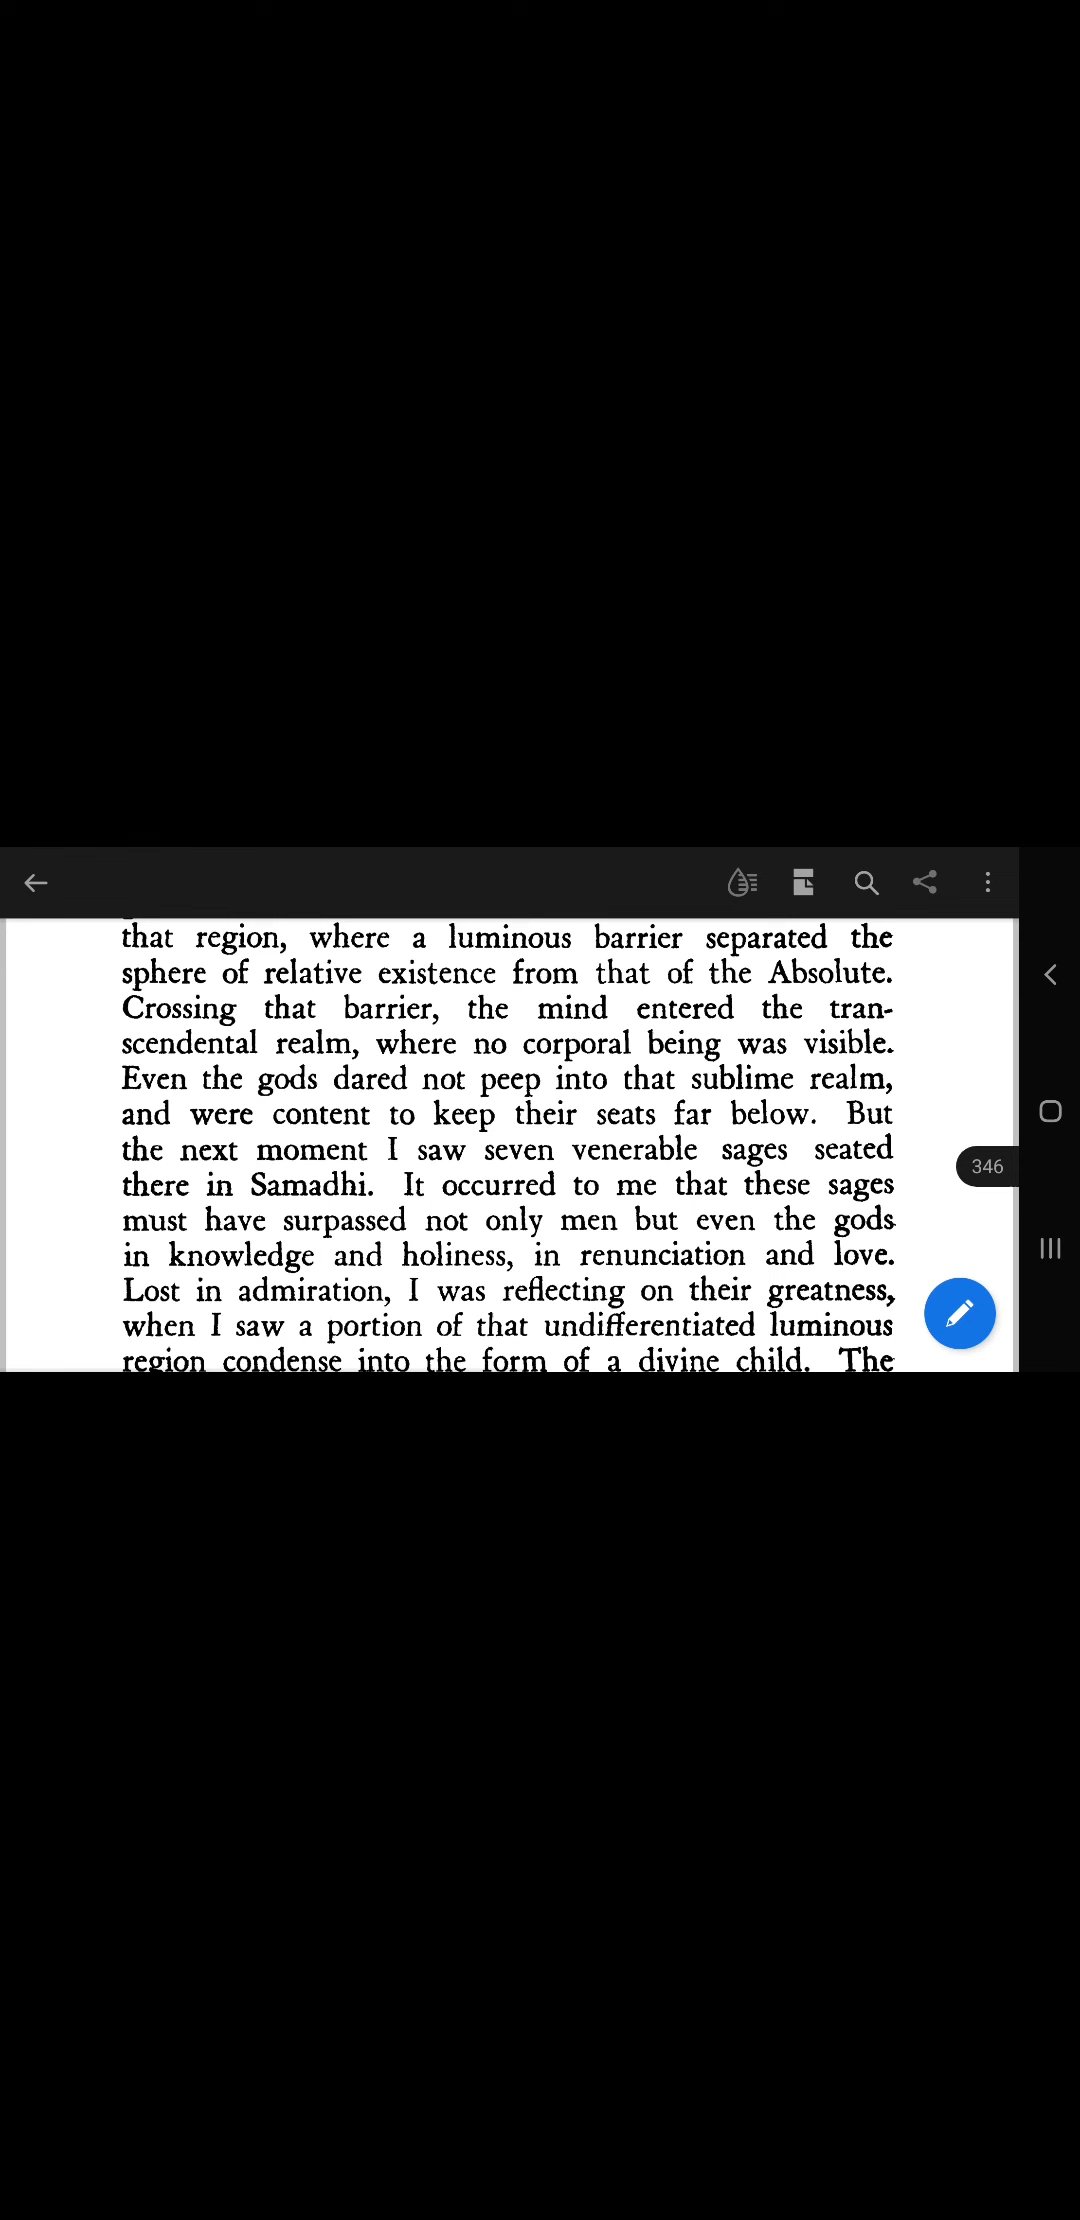 that region, where a luminous barrier separated the
sphere of relative existence from that of the Absolute.
Crossing that barrier, the mind entered the tran-
scendental realm, where no corporal being was visible.
Even the gods dared not peep into that sublime realm,
and were content to keep their seats far below. But
the next moment I saw seven venerable sages seated
there in Samadhi. It occurred to me that these sages
346
must have surpassed not only men but even the gods
in knowledge and holiness, in renunciation and love.
Lost in admiration, I was reflecting on their greatness,
when I saw a portion of that undifferentiated luminous
region condense into the form of a divine child. The